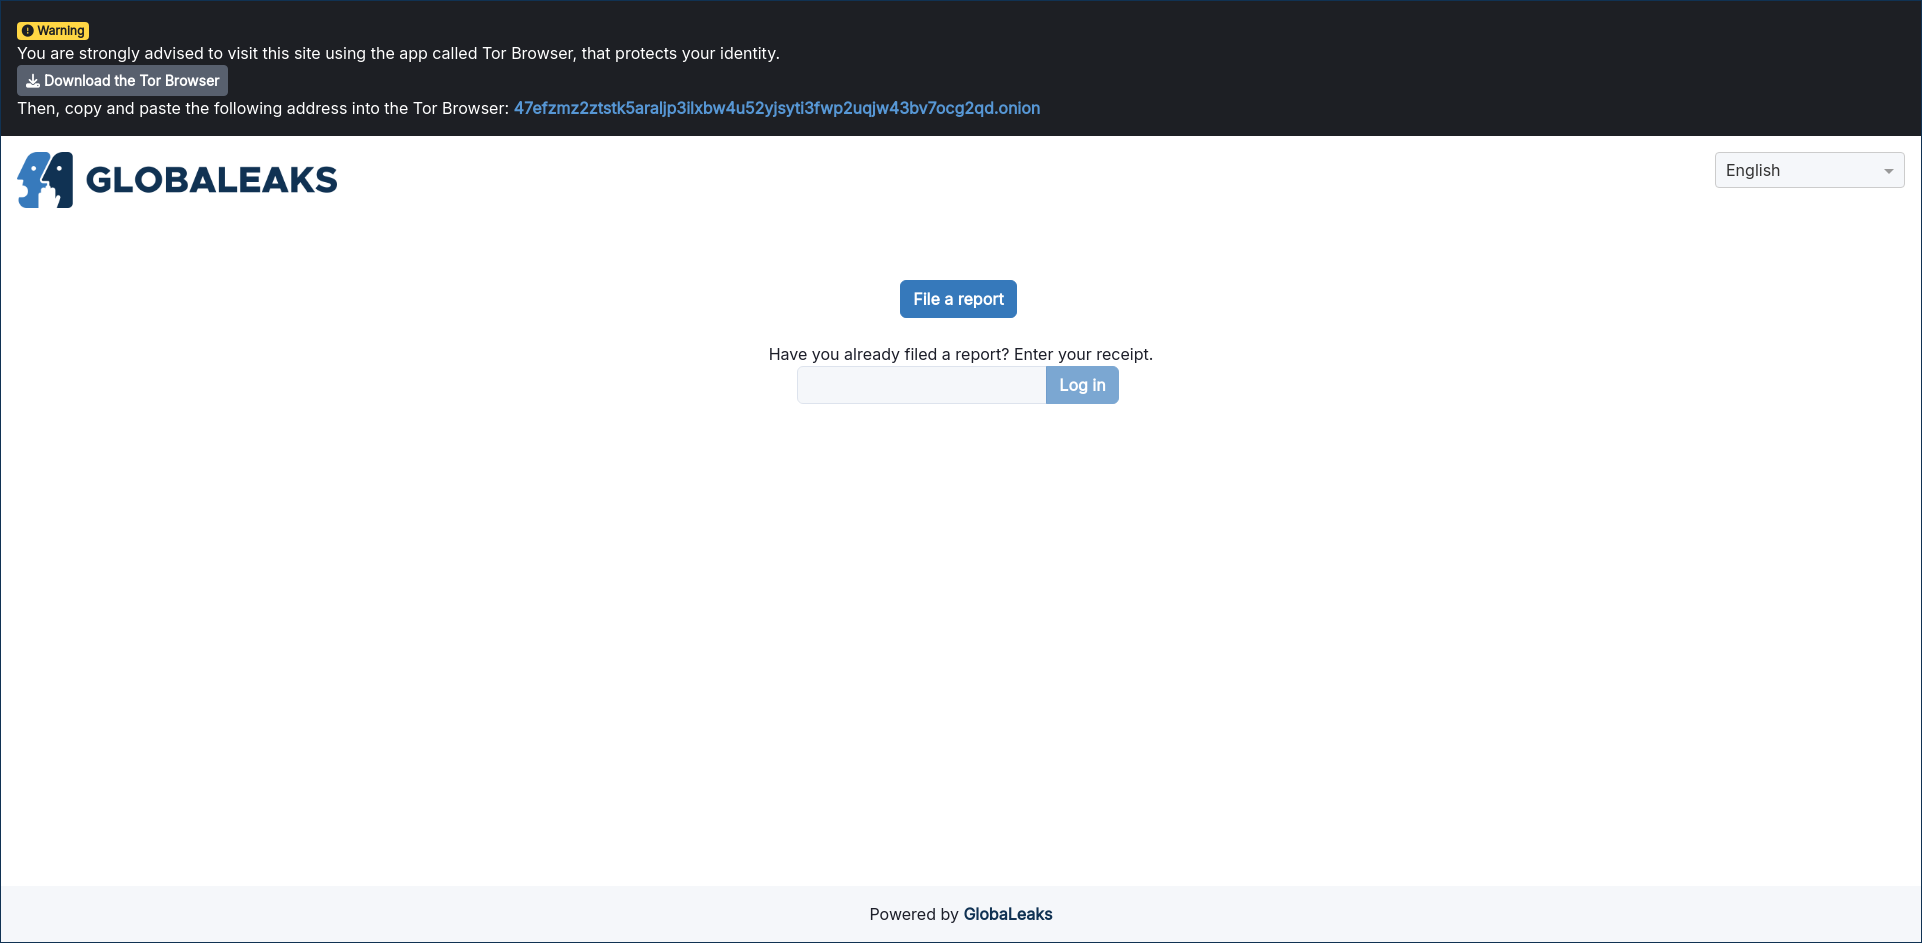 Warning
You are strongly advised to visit this site using the app called Tor Browser, that protects your identity.
Download the Tor Browser
Then, copy and paste the following address into the Tor Browser: 47efzmz2ztstk5araljp3ilxbw4u52yjsyti3fwp2uqjw43bv7ocg2qd.onion
GLOBALEAKS
English
File a report
Have you already filed a report? Enter your receipt.
Log in
Powered by GlobaLeaks